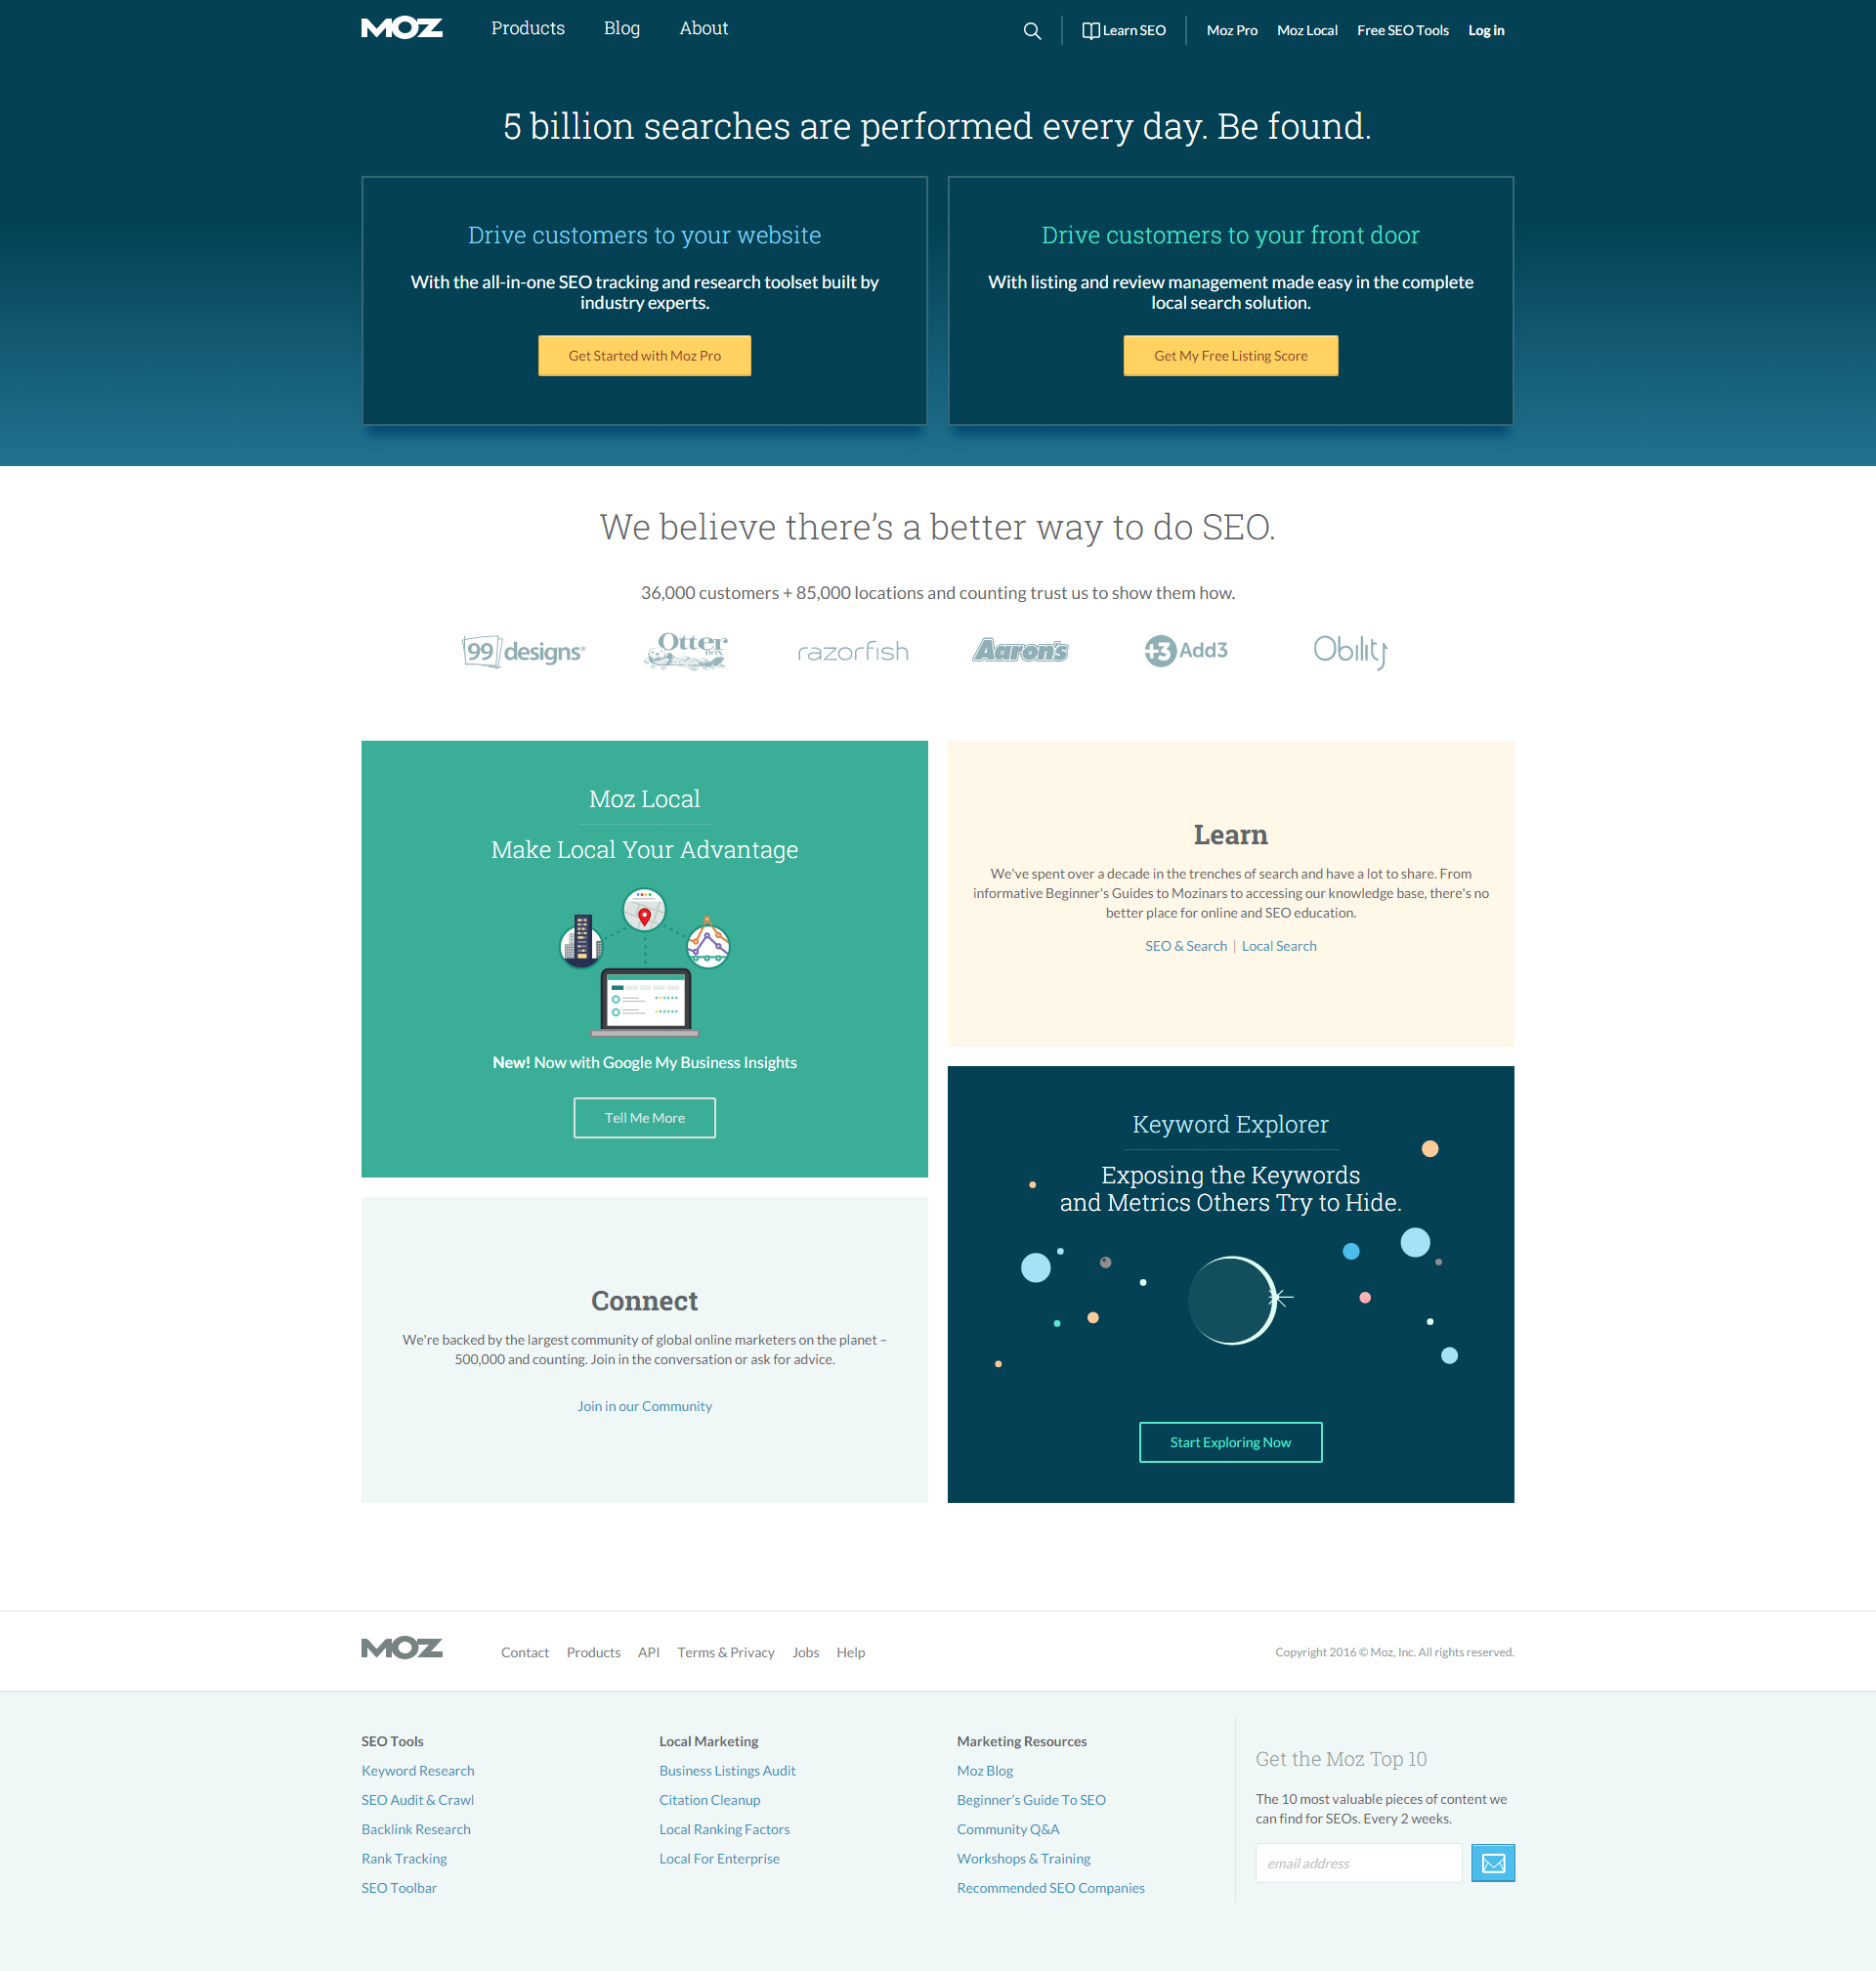 MOZ
Products Blog About
Learn SEO
Moz Pro Moz Local Free SEO Tools Log in
5 billion searches are performed every day. Be found.
Drive customers to your website
With the all-in-one SEO tracking and research toolset built by
industry experts.
Get Started with Moz Pro
Drive customers to your front door
With listing and review management made easy in the complete
local search solution.
Get My Free Listing Score
We believe there’s a better way to do SEO.
36,000 customers + 85,000 locations and counting trust us to show them how.
99designs®
Otter BOX
razorfish
Aaron's
+3 Add3
Obility
Moz Local
Make Local Your Advantage
New! Now with Google My Business Insights
Tell Me More
Learn
We've spent over a decade in the trenches of search and have a lot to share. From
informative Beginner's Guides to Mozinars to accessing our knowledge base, there's no
better place for online and SEO education.
SEO & Search | Local Search
Connect
We're backed by the largest community of global online marketers on the planet –
500,000 and counting. Join in the conversation or ask for advice.
Join in our Community
Keyword Explorer
Exposing the Keywords
and Metrics Others Try to Hide.
Start Exploring Now
MOZ
Contact Products API Terms & Privacy Jobs Help
Copyright 2016 © Moz, Inc. All rights reserved.
SEO Tools
Keyword Research
SEO Audit & Crawl
Backlink Research
Rank Tracking
SEO Toolbar
Local Marketing
Business Listings Audit
Citation Cleanup
Local Ranking Factors
Local For Enterprise
Marketing Resources
Moz Blog
Beginner’s Guide To SEO
Community Q&A
Workshops & Training
Recommended SEO Companies
Get the Moz Top 10
The 10 most valuable pieces of content we
can find for SEOs. Every 2 weeks.
email address